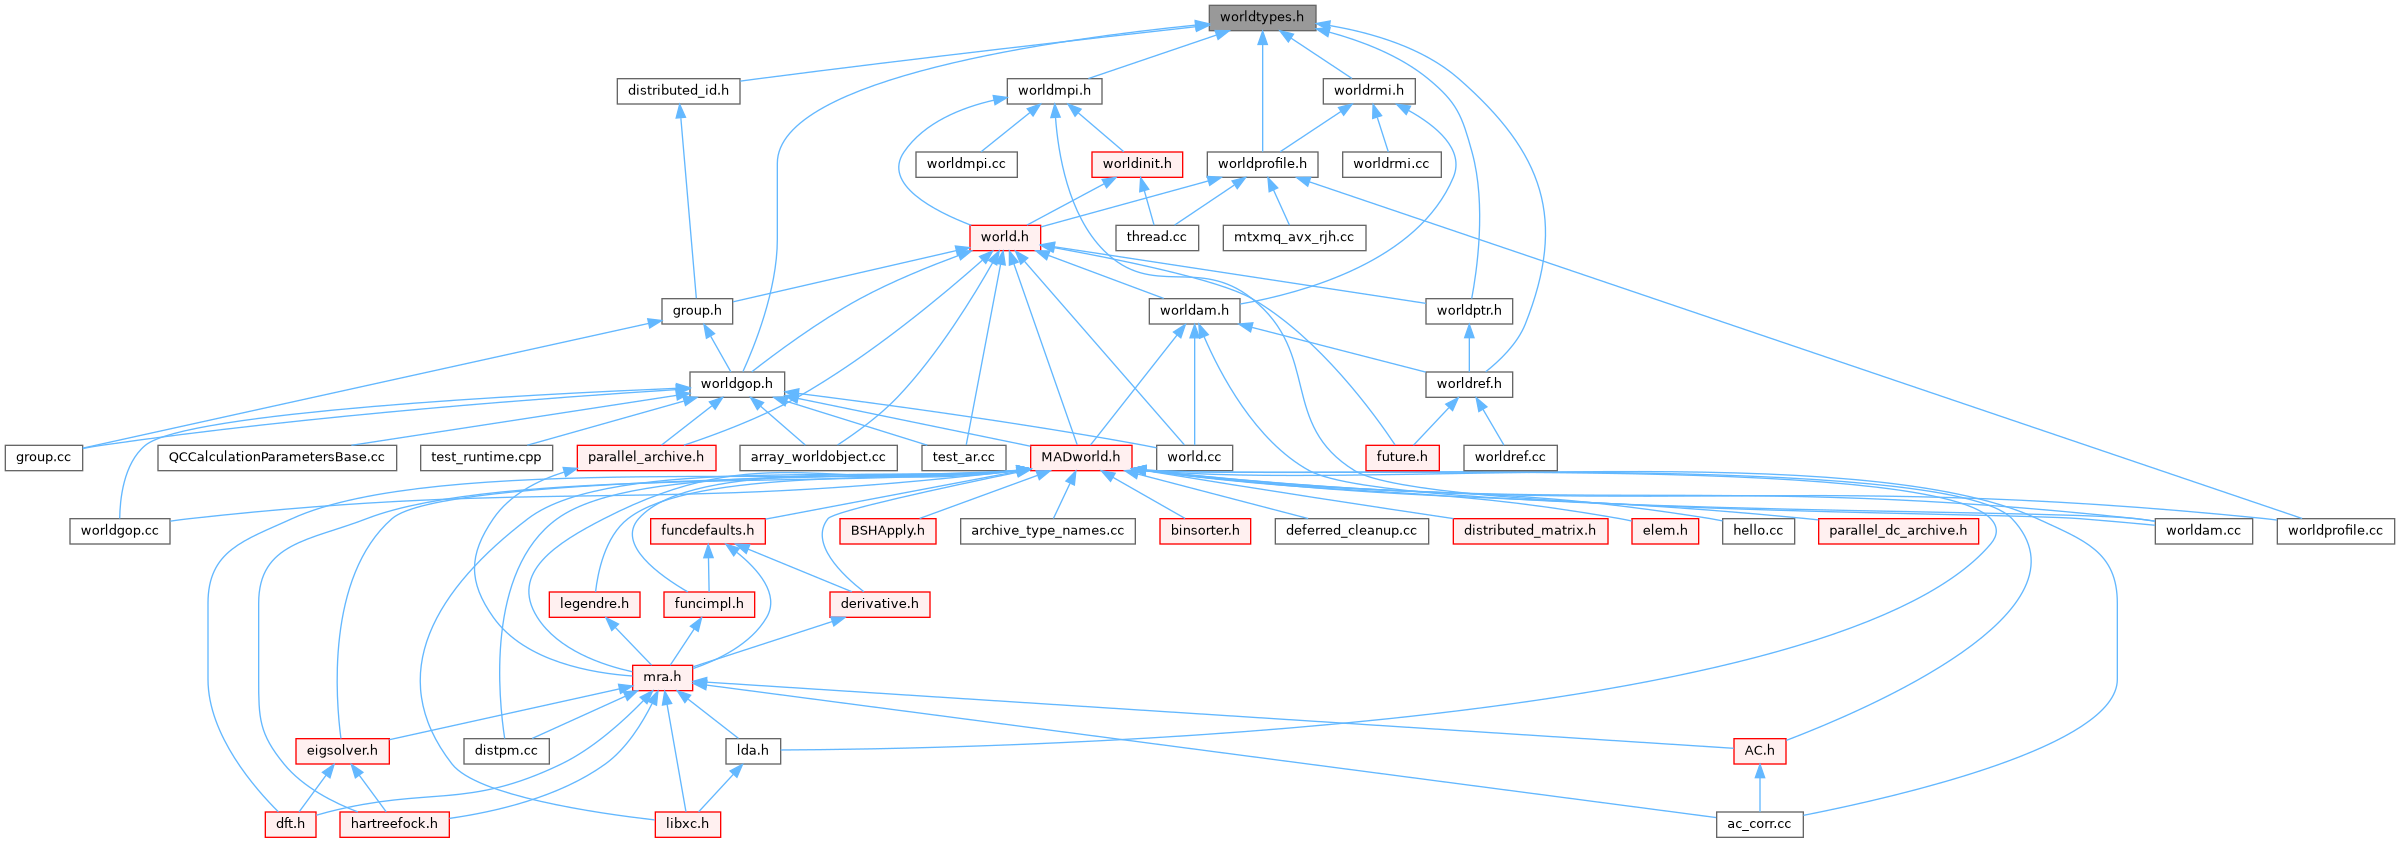 worldtypes.h
distributed_id.h
worldmpi.h
worldrmi.h
worldmpi.cc
worldinit.h
worldprofile.h
worldrmi.cc
world.h
thread.cc
mtxmq_avx_rjh.cc
group.h
worldam.h
worldptr.h
worldgop.h
worldref.h
group.cc
QCCalculationParametersBase.cc
test_runtime.cpp
parallel_archive.h
array_worldobject.cc
test_ar.cc
MADworld.h
world.cc
future.h
worldref.cc
worldgop.cc
funcdefaults.h
BSHApply.h
archive_type_names.cc
binsorter.h
deferred_cleanup.cc
distributed_matrix.h
elem.h
hello.cc
parallel_dc_archive.h
worldam.cc
worldprofile.cc
legendre.h
funcimpl.h
derivative.h
mra.h
eigsolver.h
distpm.cc
lda.h
AC.h
dft.h
hartreefock.h
libxc.h
ac_corr.cc